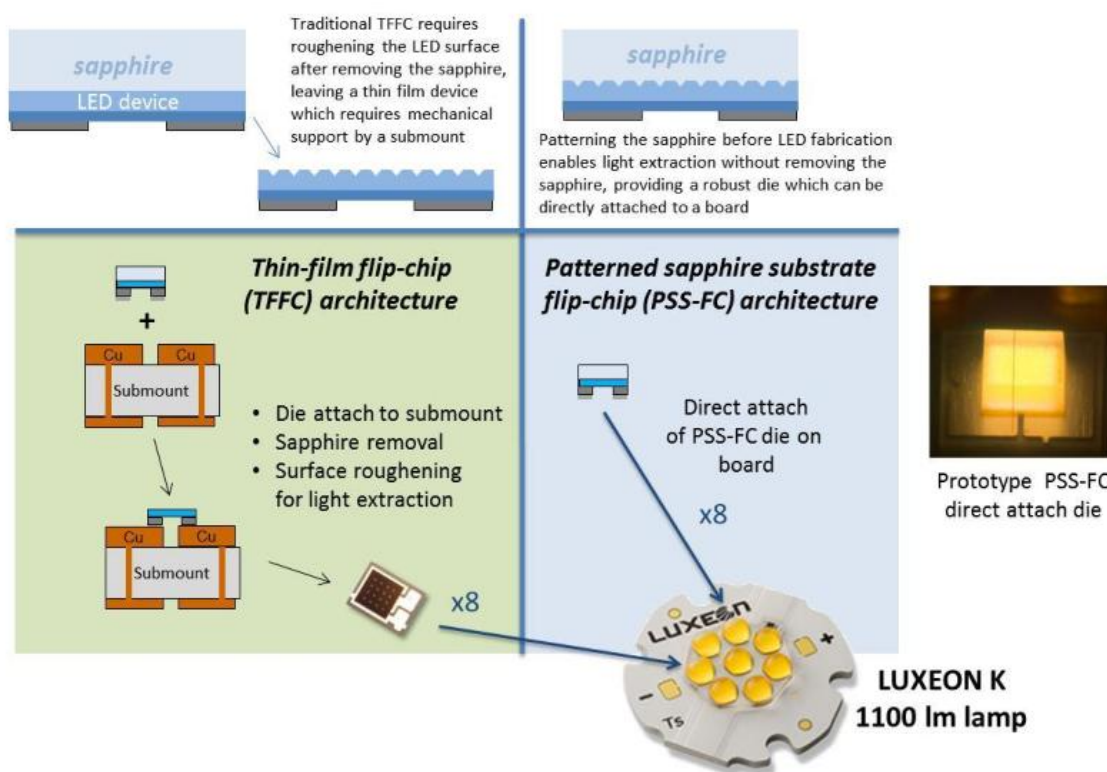 Traditional TFFC requires
roughening the LED surface
after removing the sapphire,
leaving a thin film device
which requires mechanical
support by a submount
sapphire
LED device
sapphire
Patterning the sapphire before LED fabrication
enables light extraction without removing the
sapphire, providing a robust die which can be
directly attached to a board
Thin-film flip-chip
(TFFC) architecture
+
Cu
Cu
Submount
• Die attach to submount
• Sapphire removal
• Surface roughening
for light extraction
Cu
Cu
Submount
x8
Patterned sapphire substrate
flip-chip (PSS-FC) architecture
Direct attach
of PSS-FC die on
board
x8
Prototype PSS-FC
direct attach die
LUXEON
+
–
Ts
LUXEON K
1100 lm lamp